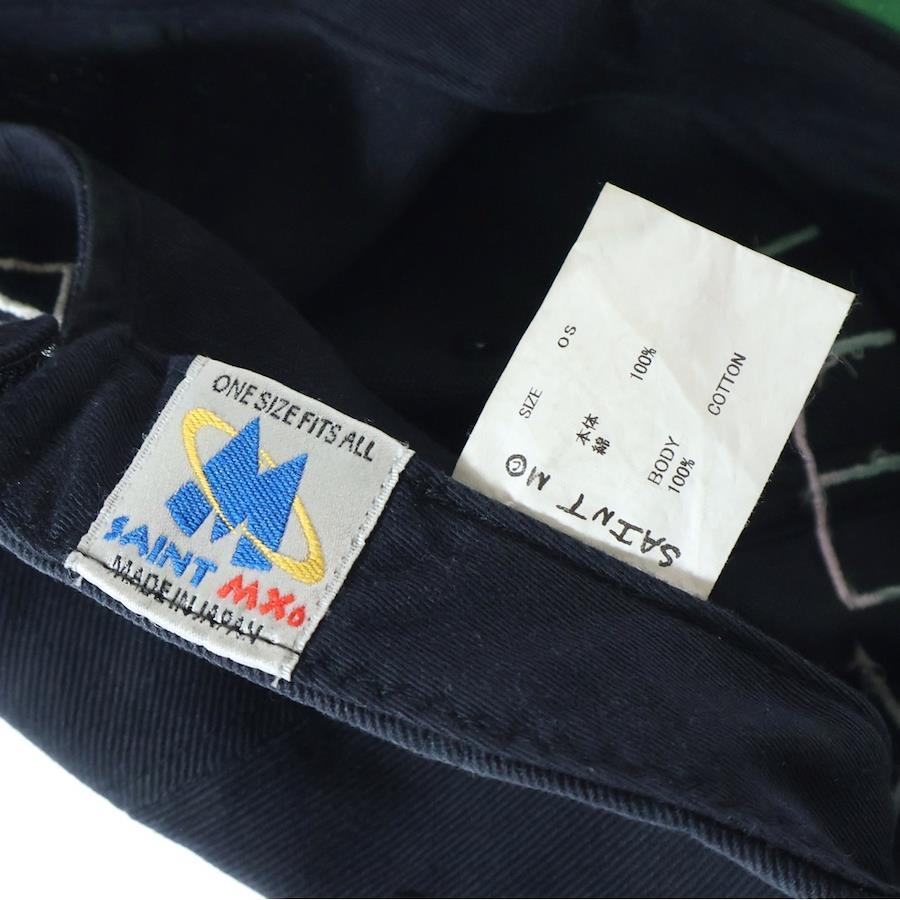 ONE SIZE FITS ALL
SAINT
MXO
MADE IN JAPAN
SIZE OS
本体
綿 100%
BODY
100% COTTON
SAINT MO